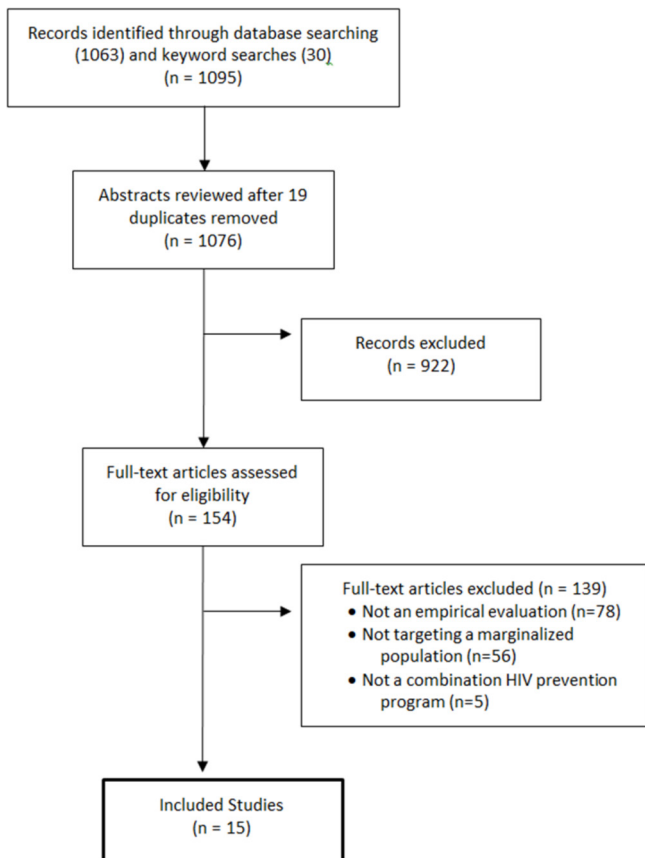 Records identified through database searching
(1063) and keyword searches (30)
(n = 1095)
Abstracts reviewed after 19
duplicates removed
(n = 1076)
Records excluded
(n = 922)
Full-text articles assessed
for eligibility
(n = 154)
Full-text articles excluded (n = 139)
• Not an empirical evaluation (n=78)
• Not targeting a marginalized
population (n=56)
• Not a combination HIV prevention
program (n=5)
Included Studies
(n = 15)